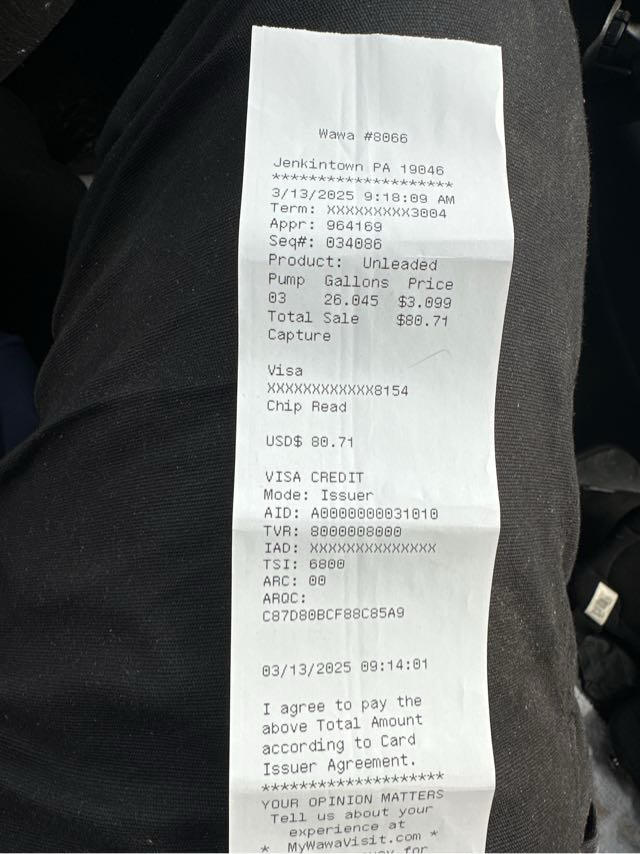 Wawa #8066
Jenkintown PA 19046
********************
3/13/2025 9:18:09 AM
Term: XXXXXXXXX3004
Appr: 964169
Seq#: 034086
Product: Unleaded
Pump Gallons Price
03 26.045 $3.099
Total Sale $80.71
Capture
Visa
XXXXXXXXXXXX8154
Chip Read
USD$ 80.71
VISA CREDIT
Mode: Issuer
AID: A0000000031010
TVR: 8000008000
IAD: XXXXXXXXXXXXXX
TSI: 6800
ARC: 00
ARQC:
C87D80BCF88C85A9
03/13/2025 09:14:01
I agree to pay the
above Total Amount
according to Card
Issuer Agreement.
********************
YOUR OPINION MATTERS
Tell us about your
experience at
* MyWawaVisit.com *
for